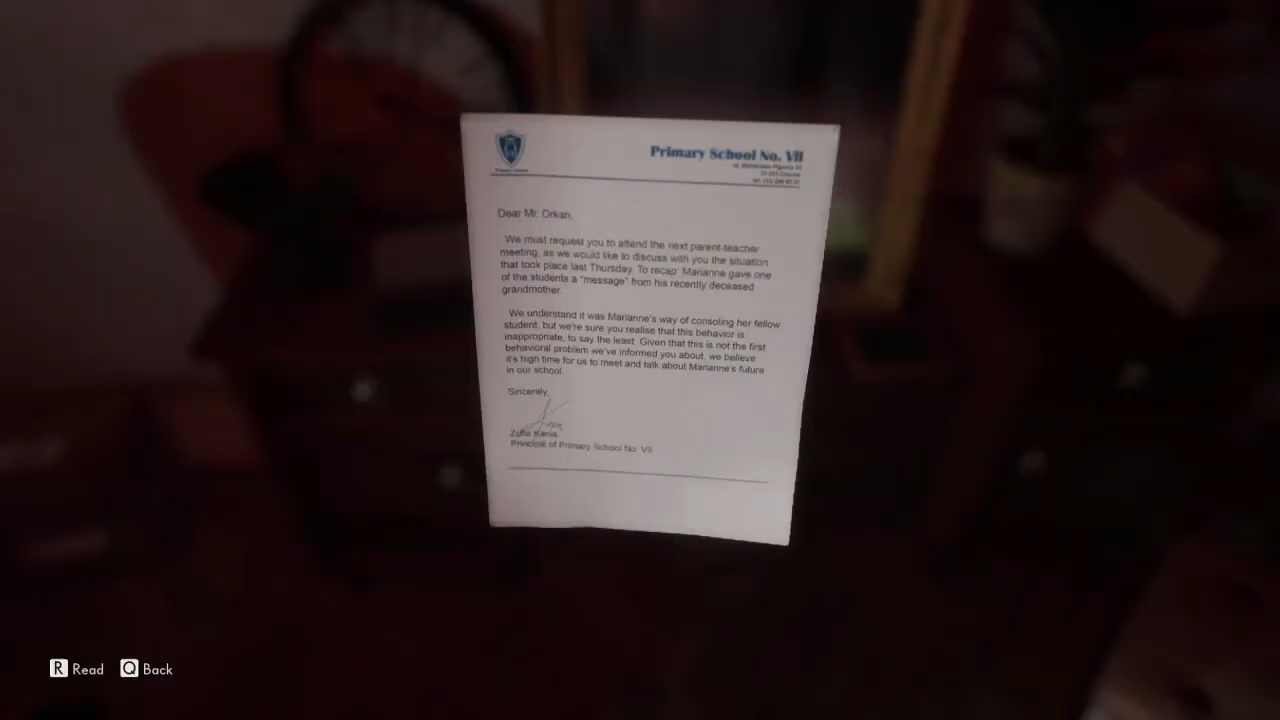 Primary School No. VII
Dear Mr. Orkan,
We must request you to attend the next parent-teacher
meeting, as we would like to discuss with you the situation
that took place last Thursday. To recap: Marianne gave one
of the students a "message" from his recently deceased
grandmother.
We understand it was Marianne's way of consoling her fellow
student, but we're sure you realise that this behavior is
inappropriate, to say the least. Given that this is not the first
behavioral problem we've informed you about, we believe
it's high time for us to meet and talk about Marianne's future
in our school.
Sincerely,
Zofia Kania
Principal of Primary School No. VII
R Read Q Back